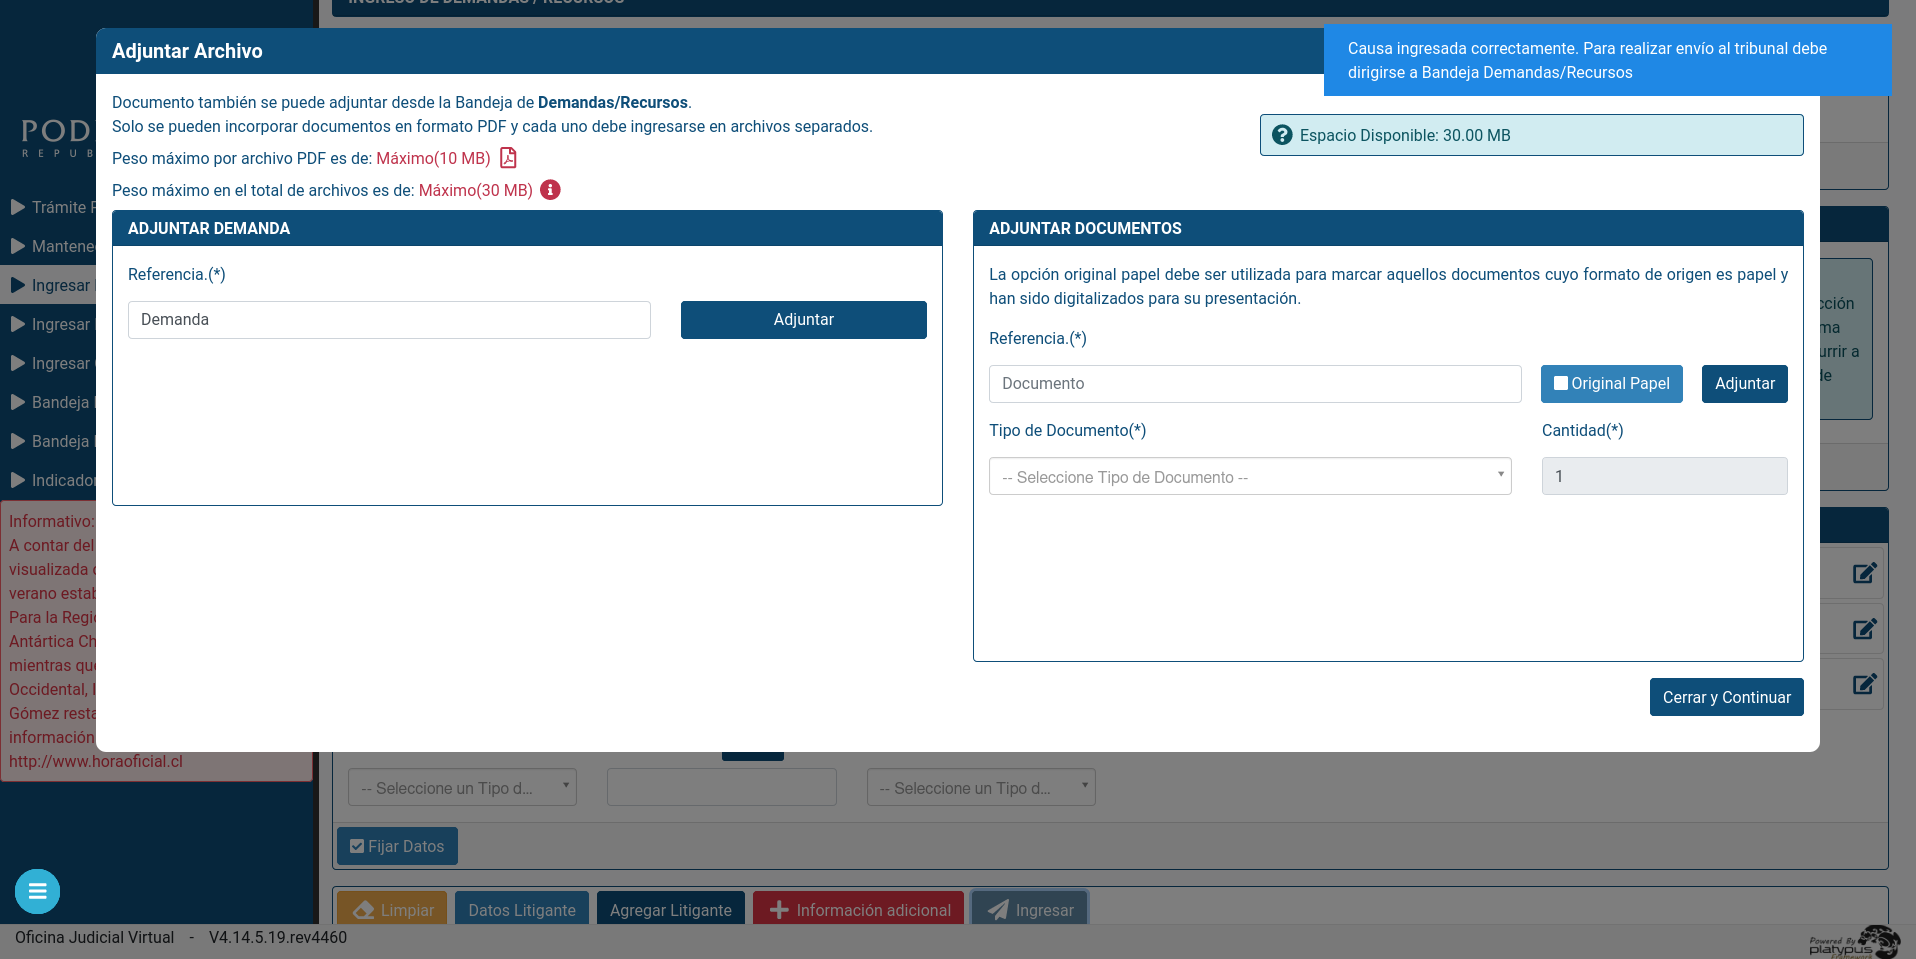 INGRESO DE DEMANDAS / RECURSOS
Adjuntar Archivo
Causa ingresada correctamente. Para realizar envío al tribunal debe
dirigirse a Bandeja Demandas/Recursos
Documento también se puede adjuntar desde la Bandeja de Demandas/Recursos.
Solo se pueden incorporar documentos en formato PDF y cada uno debe ingresarse en archivos separados.
Peso máximo por archivo PDF es de: Máximo(10 MB)
Peso máximo en el total de archivos es de: Máximo(30 MB)
Espacio Disponible: 30.00 MB
ADJUNTAR DEMANDA
Referencia.(*)
Demanda
Adjuntar
ADJUNTAR DOCUMENTOS
La opción original papel debe ser utilizada para marcar aquellos documentos cuyo formato de origen es papel y
han sido digitalizados para su presentación.
Referencia.(*)
Documento
Original Papel
Adjuntar
Tipo de Documento(*)
Cantidad(*)
-- Seleccione Tipo de Documento --
1
Cerrar y Continuar
POD
REPUB
Trámite
Mantene
Ingresar
Ingresar
Ingresar
Bandeja
Bandeja
Indicador
Informativo:
A contar del
visualizada
verano estab
Para la Regi
Antártica Ch
mientras que
Occidental,
Gómez resta
información
http://www.horaoficial.cl
cción
ma
urrir a
de
-- Seleccione un Tipo d...
-- Seleccione un Tipo d...
Fijar Datos
Limpiar
Datos Litigante
Agregar Litigante
Información adicional
Ingresar
Oficina Judicial Virtual - V4.14.5.19.rev4460
Powered By
platypus
Framework